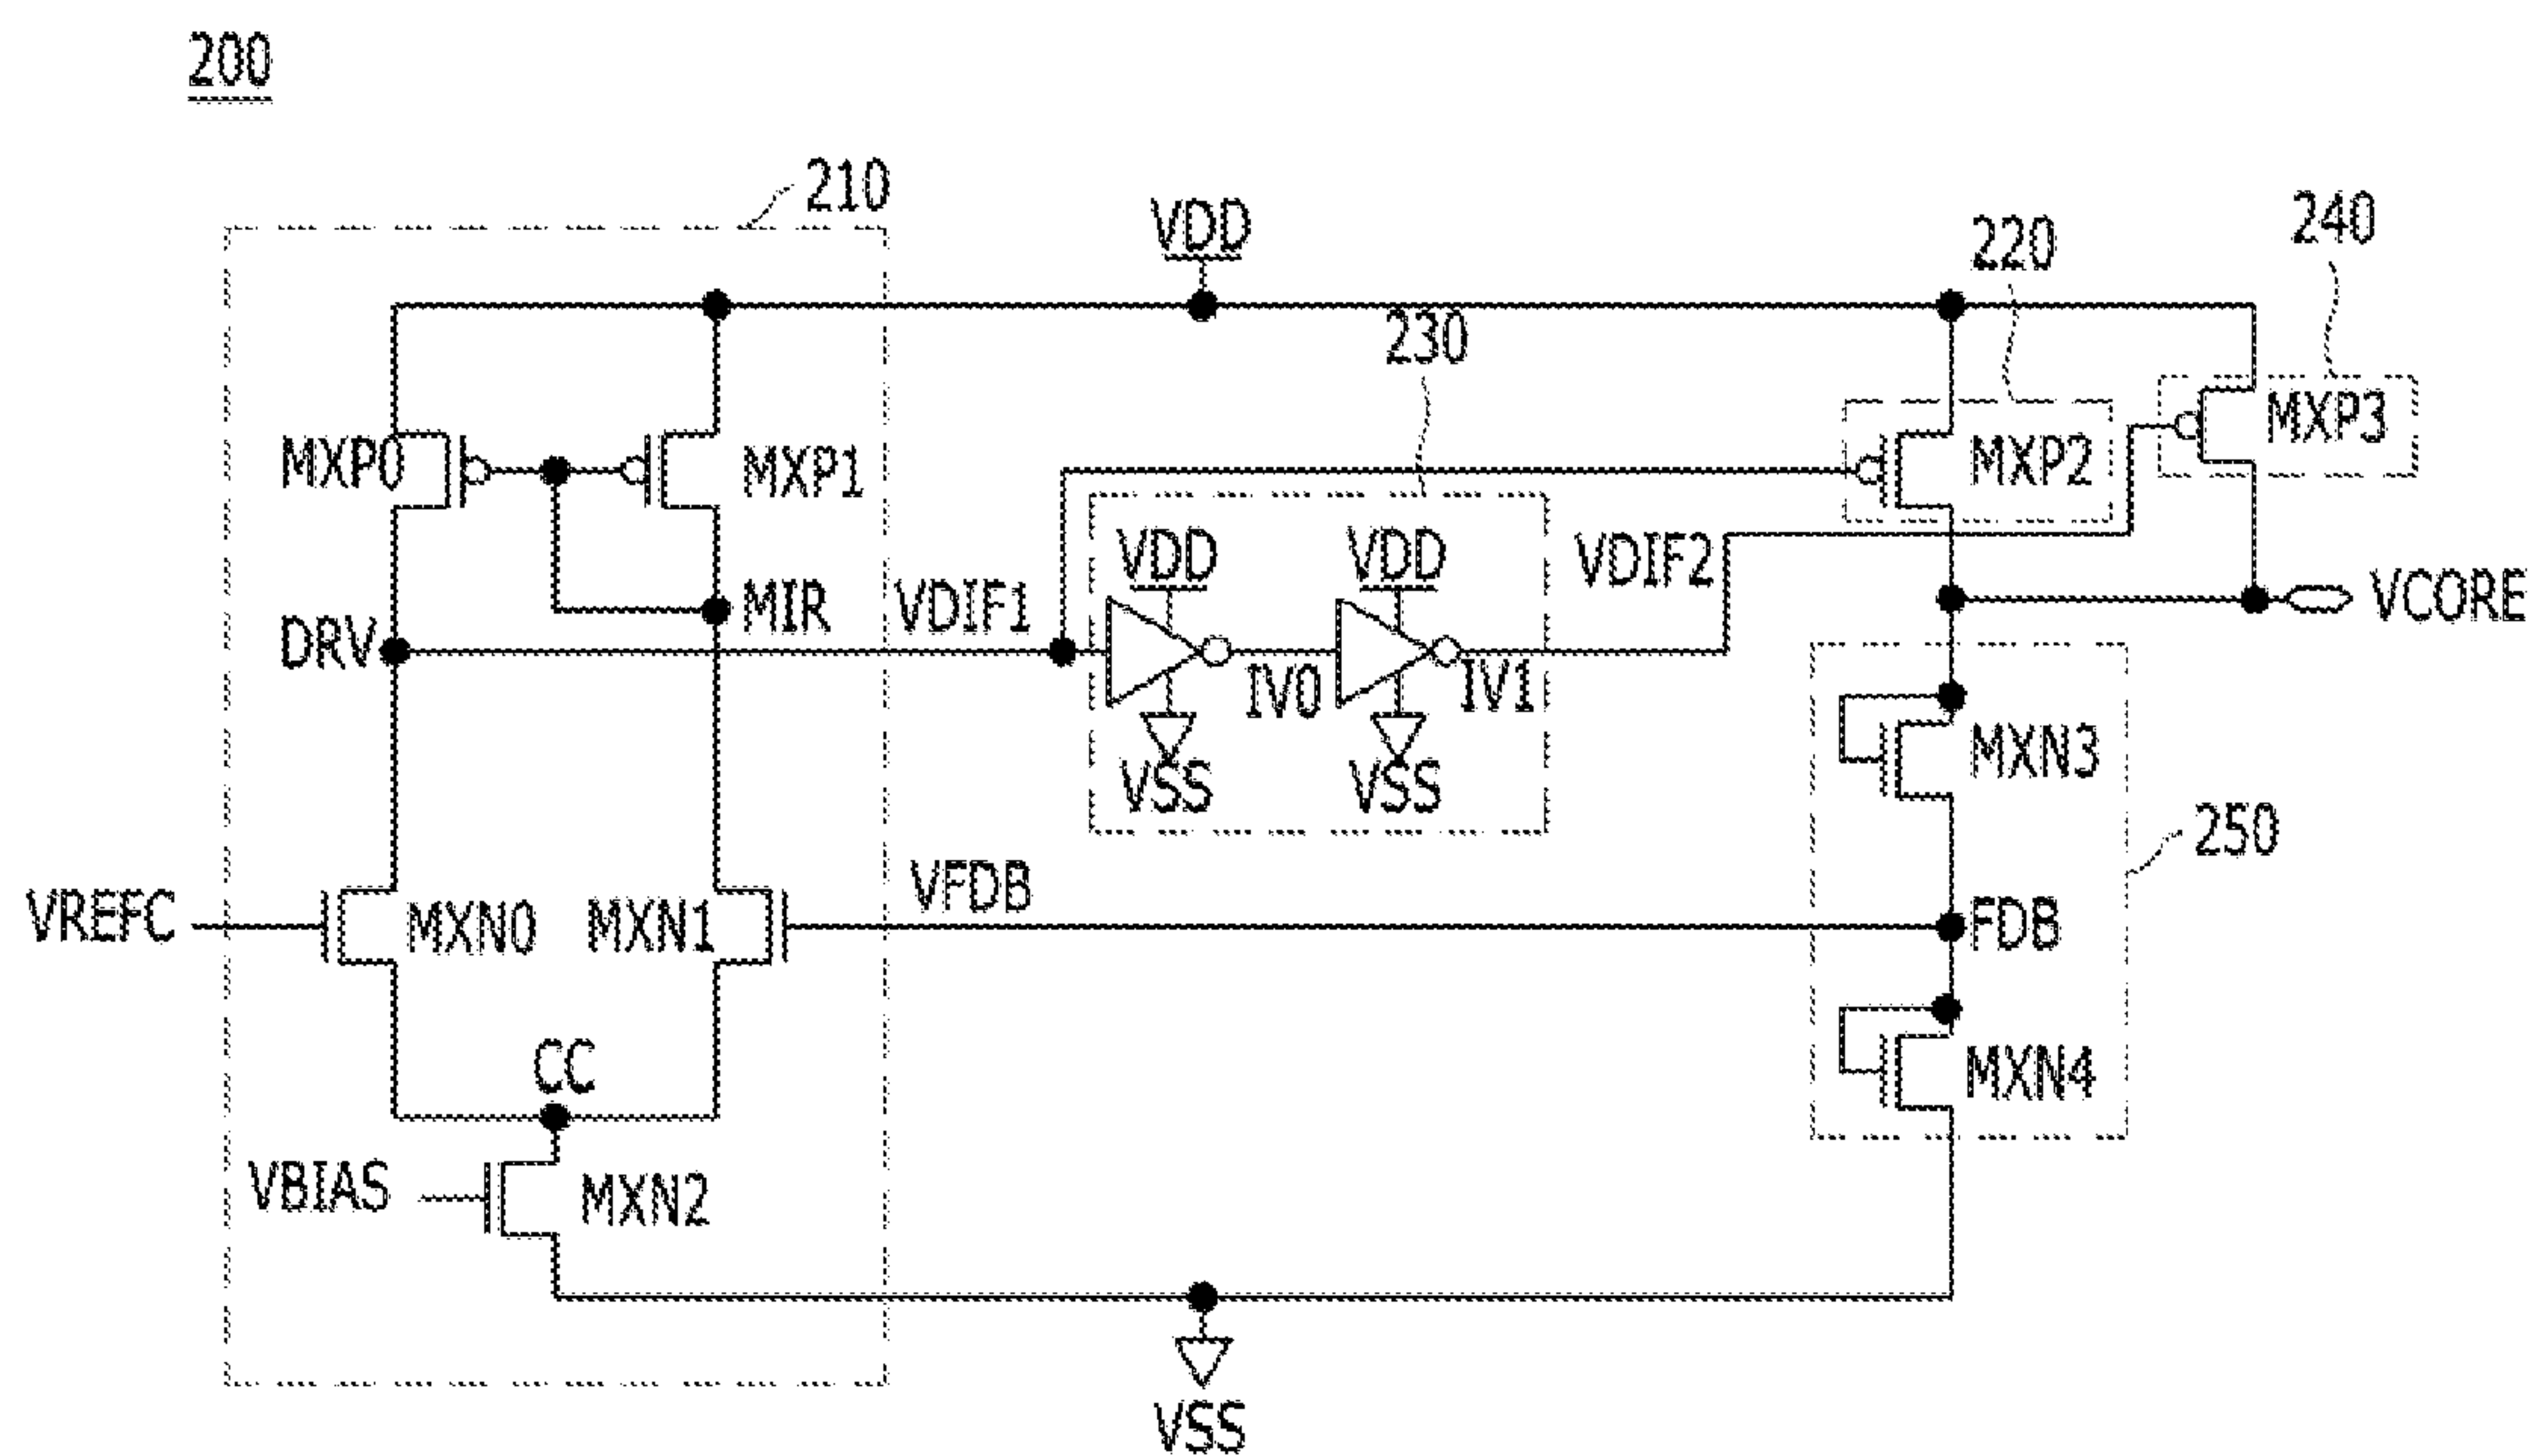 200
210
VDD
220
240
230
MXP0
MXP1
MXP2
MXP3
VDD
VDD
VDIF2
DRV
MIR
VDIF1
VCORE
IV0
IV1
VSS
VSS
MXN3
250
VREFC
MXN0
MXN1
VFDB
FDB
CC
MXN4
VBIAS
MXN2
VSS